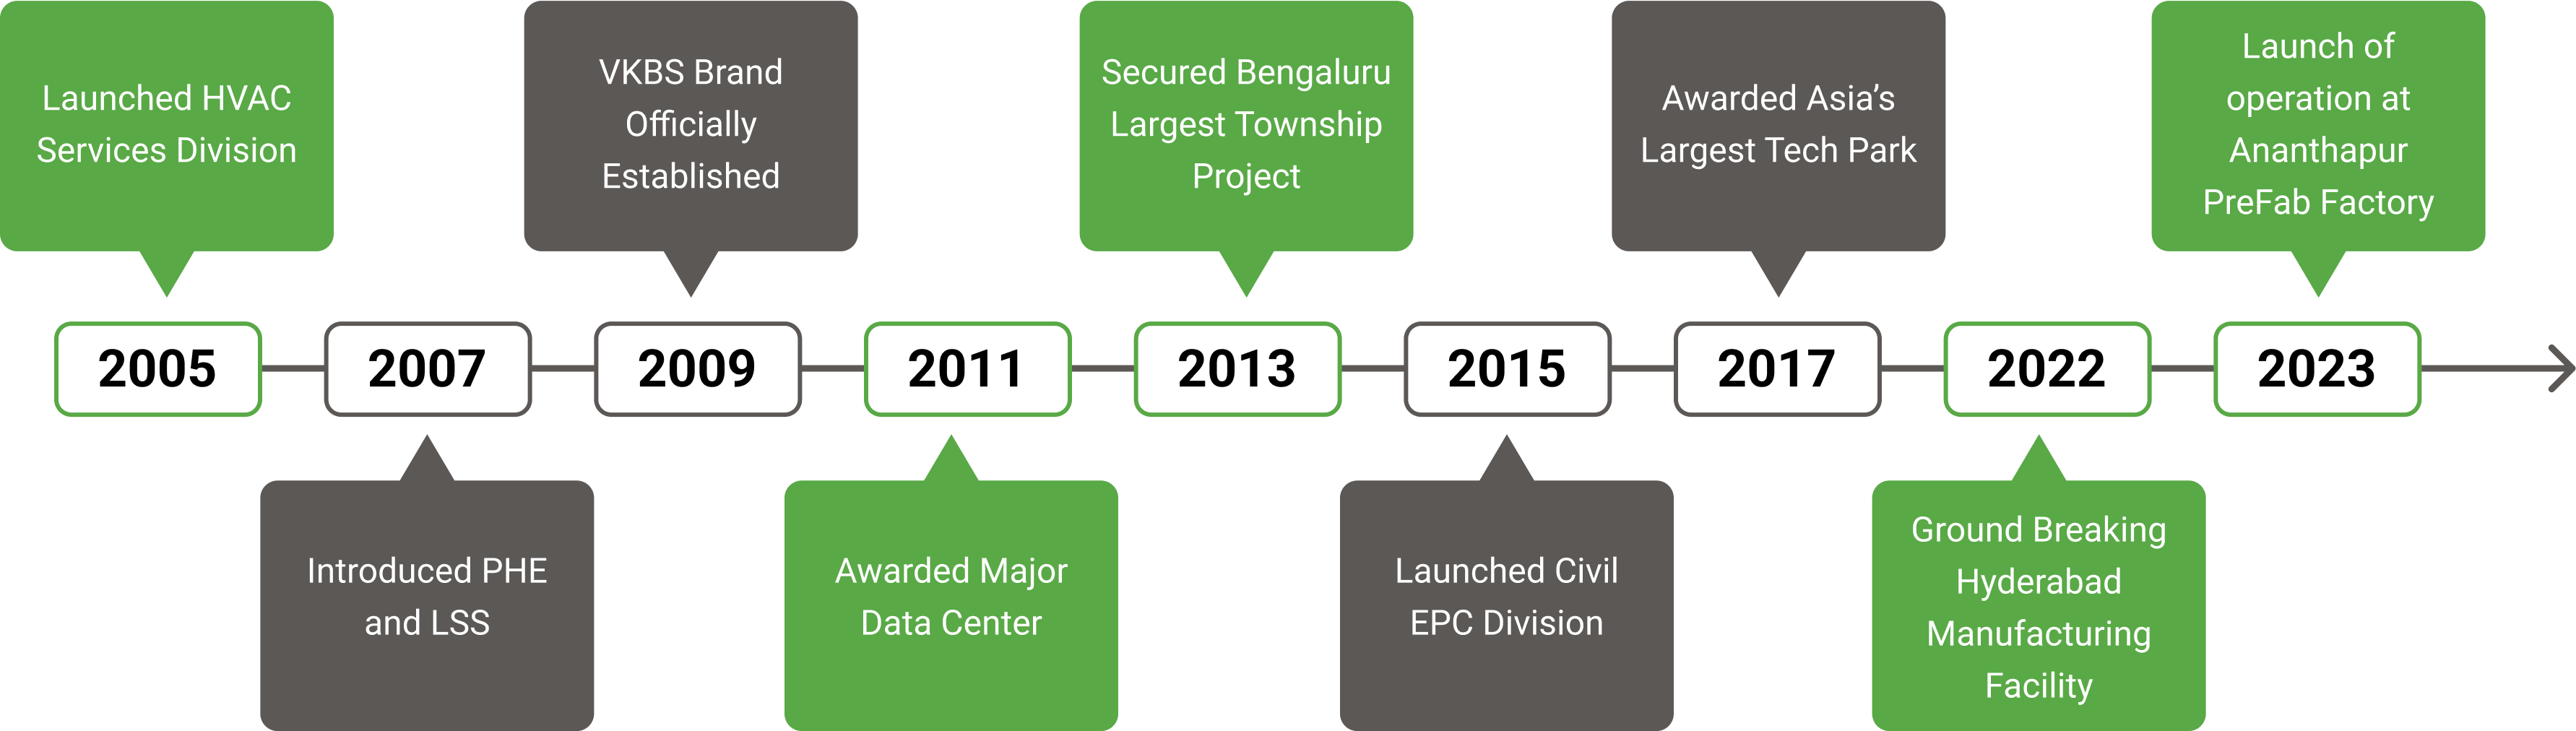 Launched HVAC
Services Division
VKBS Brand
Officially
Established
Secured Bengaluru
Largest Township
Project
Awarded Asia’s
Largest Tech Park
Launch of
operation at
Ananthapur
PreFab Factory
2005
2007
2009
2011
2013
2015
2017
2022
2023
Introduced PHE
and LSS
Awarded Major
Data Center
Launched Civil
EPC Division
Ground Breaking
Hyderabad
Manufacturing
Facility